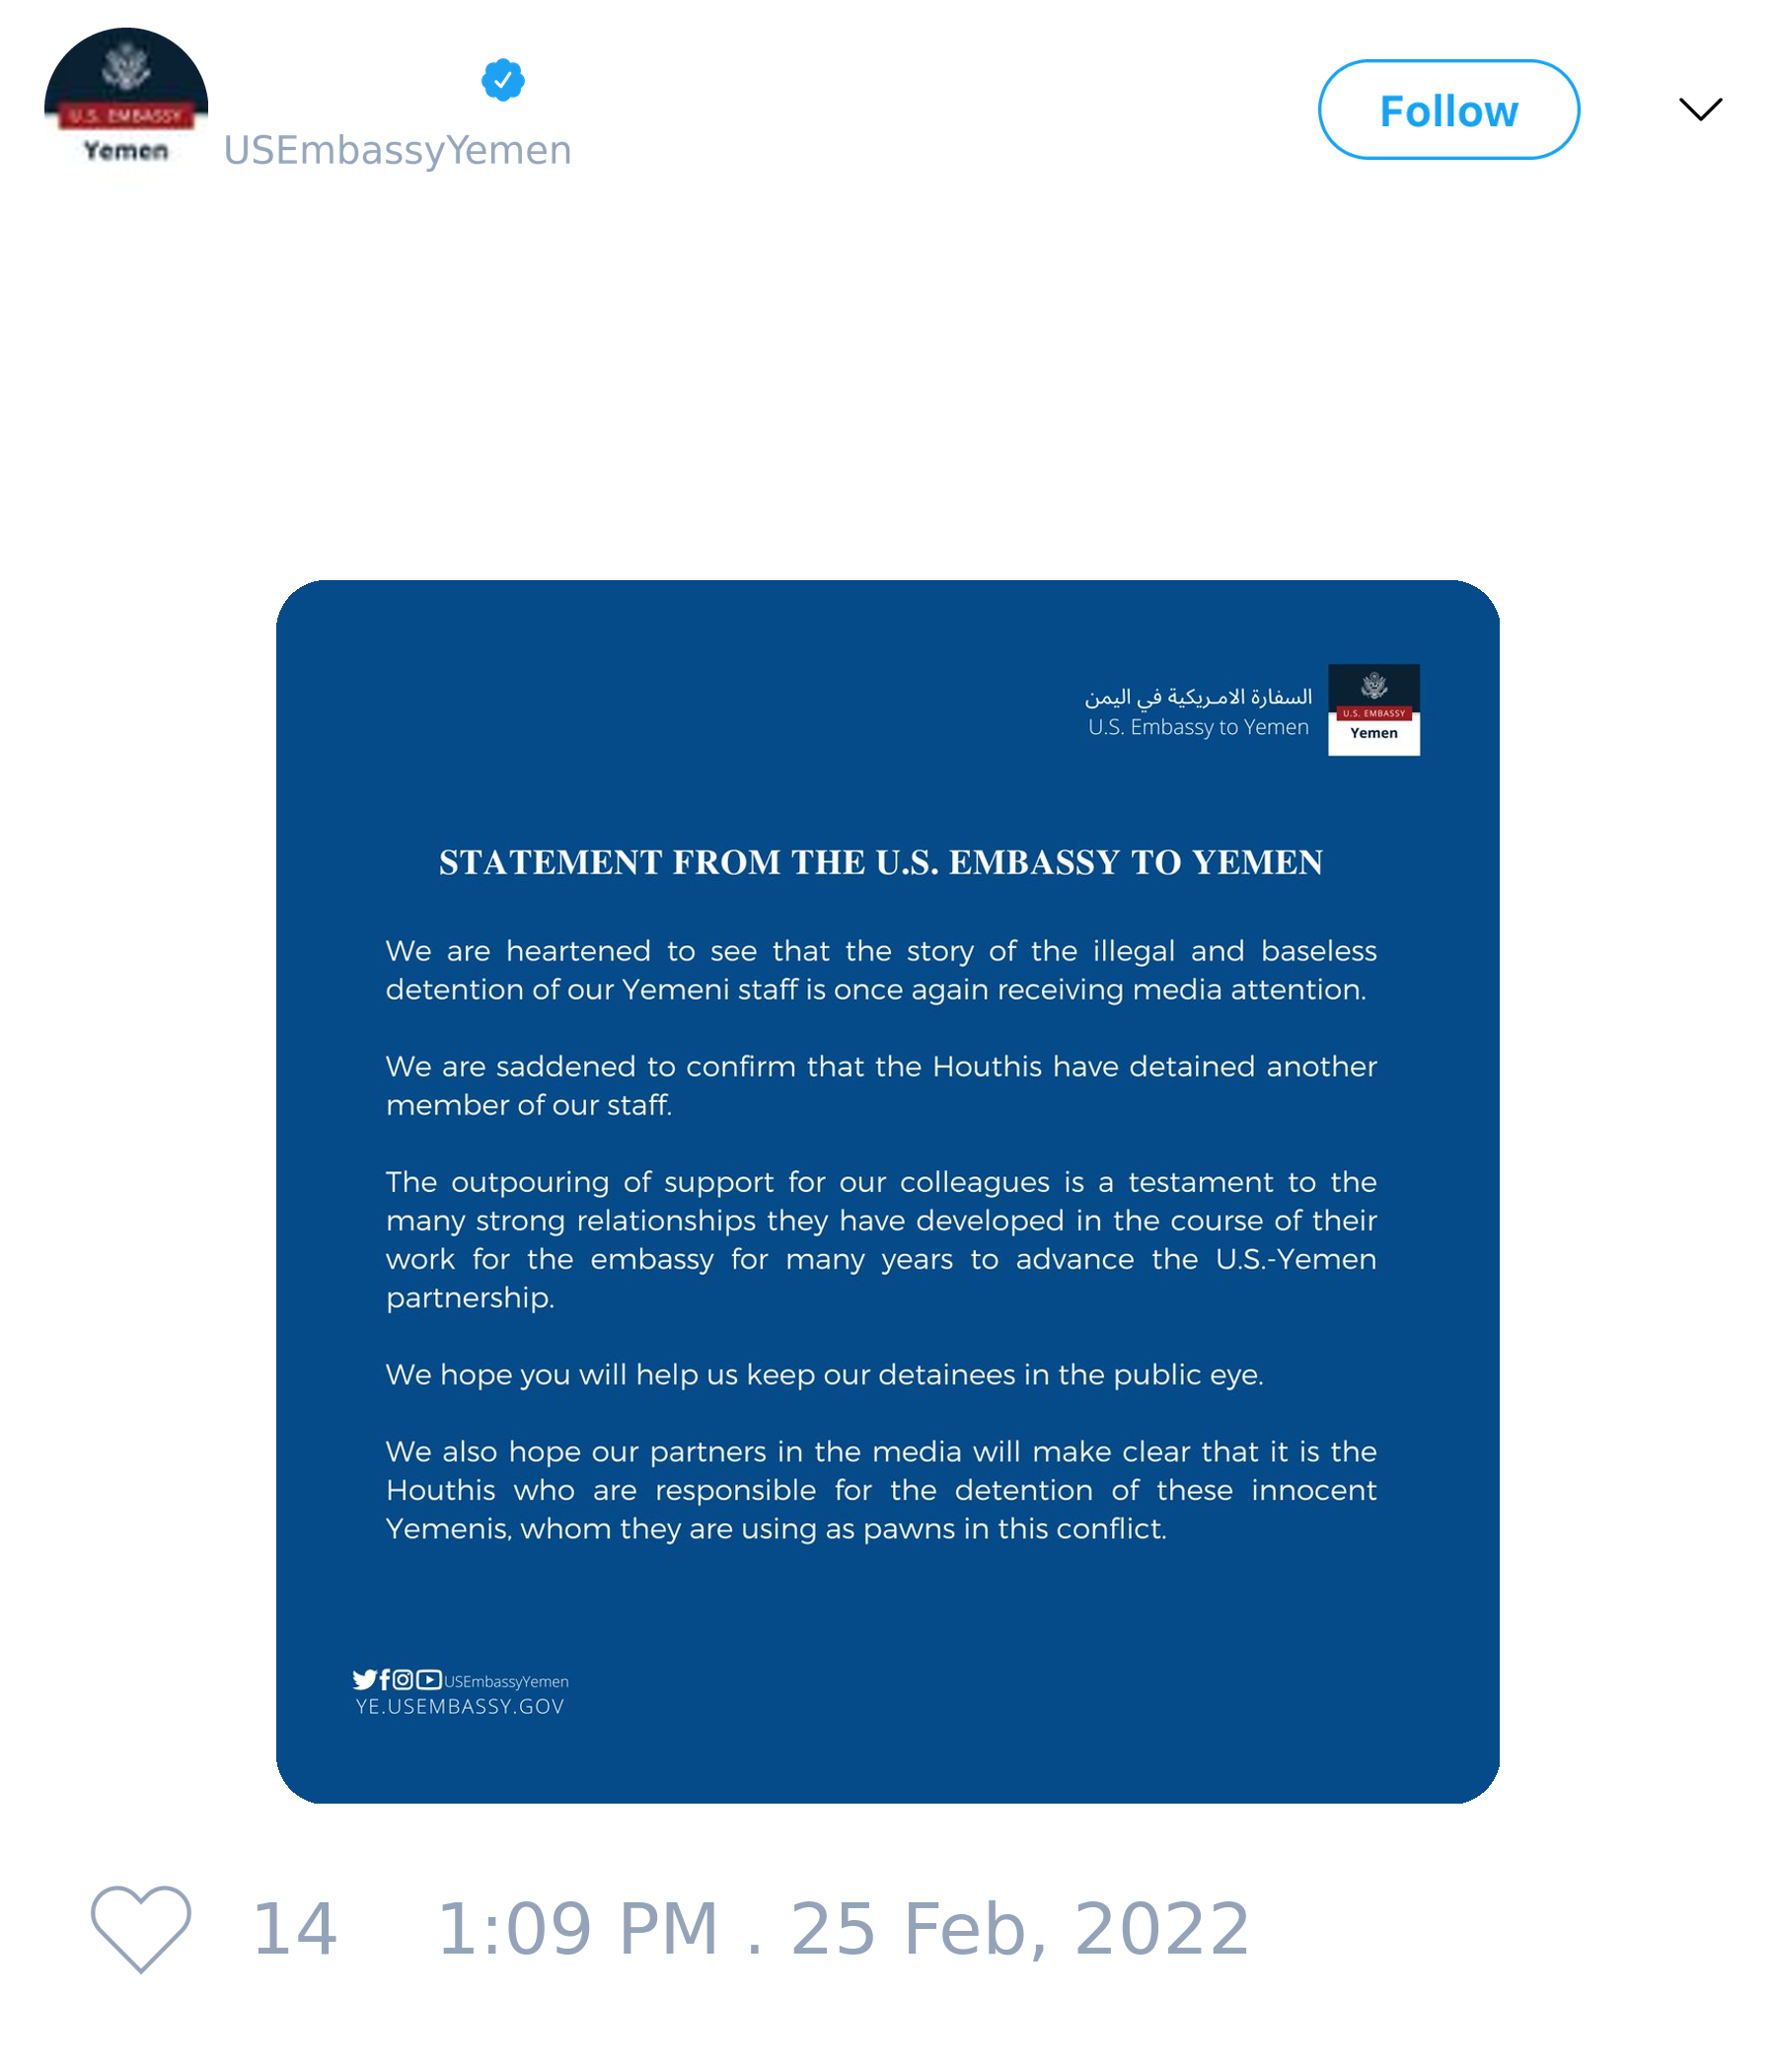 U.S. EMBASSY
Yemen
USEmbassyYemen
Follow
السفارة الامريكية في اليمن
U.S. Embassy to Yemen
U.S. EMBASSY
Yemen
STATEMENT FROM THE U.S. EMBASSY TO YEMEN
We are heartened to see that the story of the illegal and baseless
detention of our Yemeni staff is once again receiving media attention.
We are saddened to confirm that the Houthis have detained another
member of our staff.
The outpouring of support for our colleagues is a testament to the
many strong relationships they have developed in the course of their
work for the embassy for many years to advance the U.S.-Yemen
partnership.
We hope you will help us keep our detainees in the public eye.
We also hope our partners in the media will make clear that it is the
Houthis who are responsible for the detention of these innocent
Yemenis, whom they are using as pawns in this conflict.
USEmbassyYemen
YE.USEMBASSY.GOV
14 1:09 PM . 25 Feb, 2022